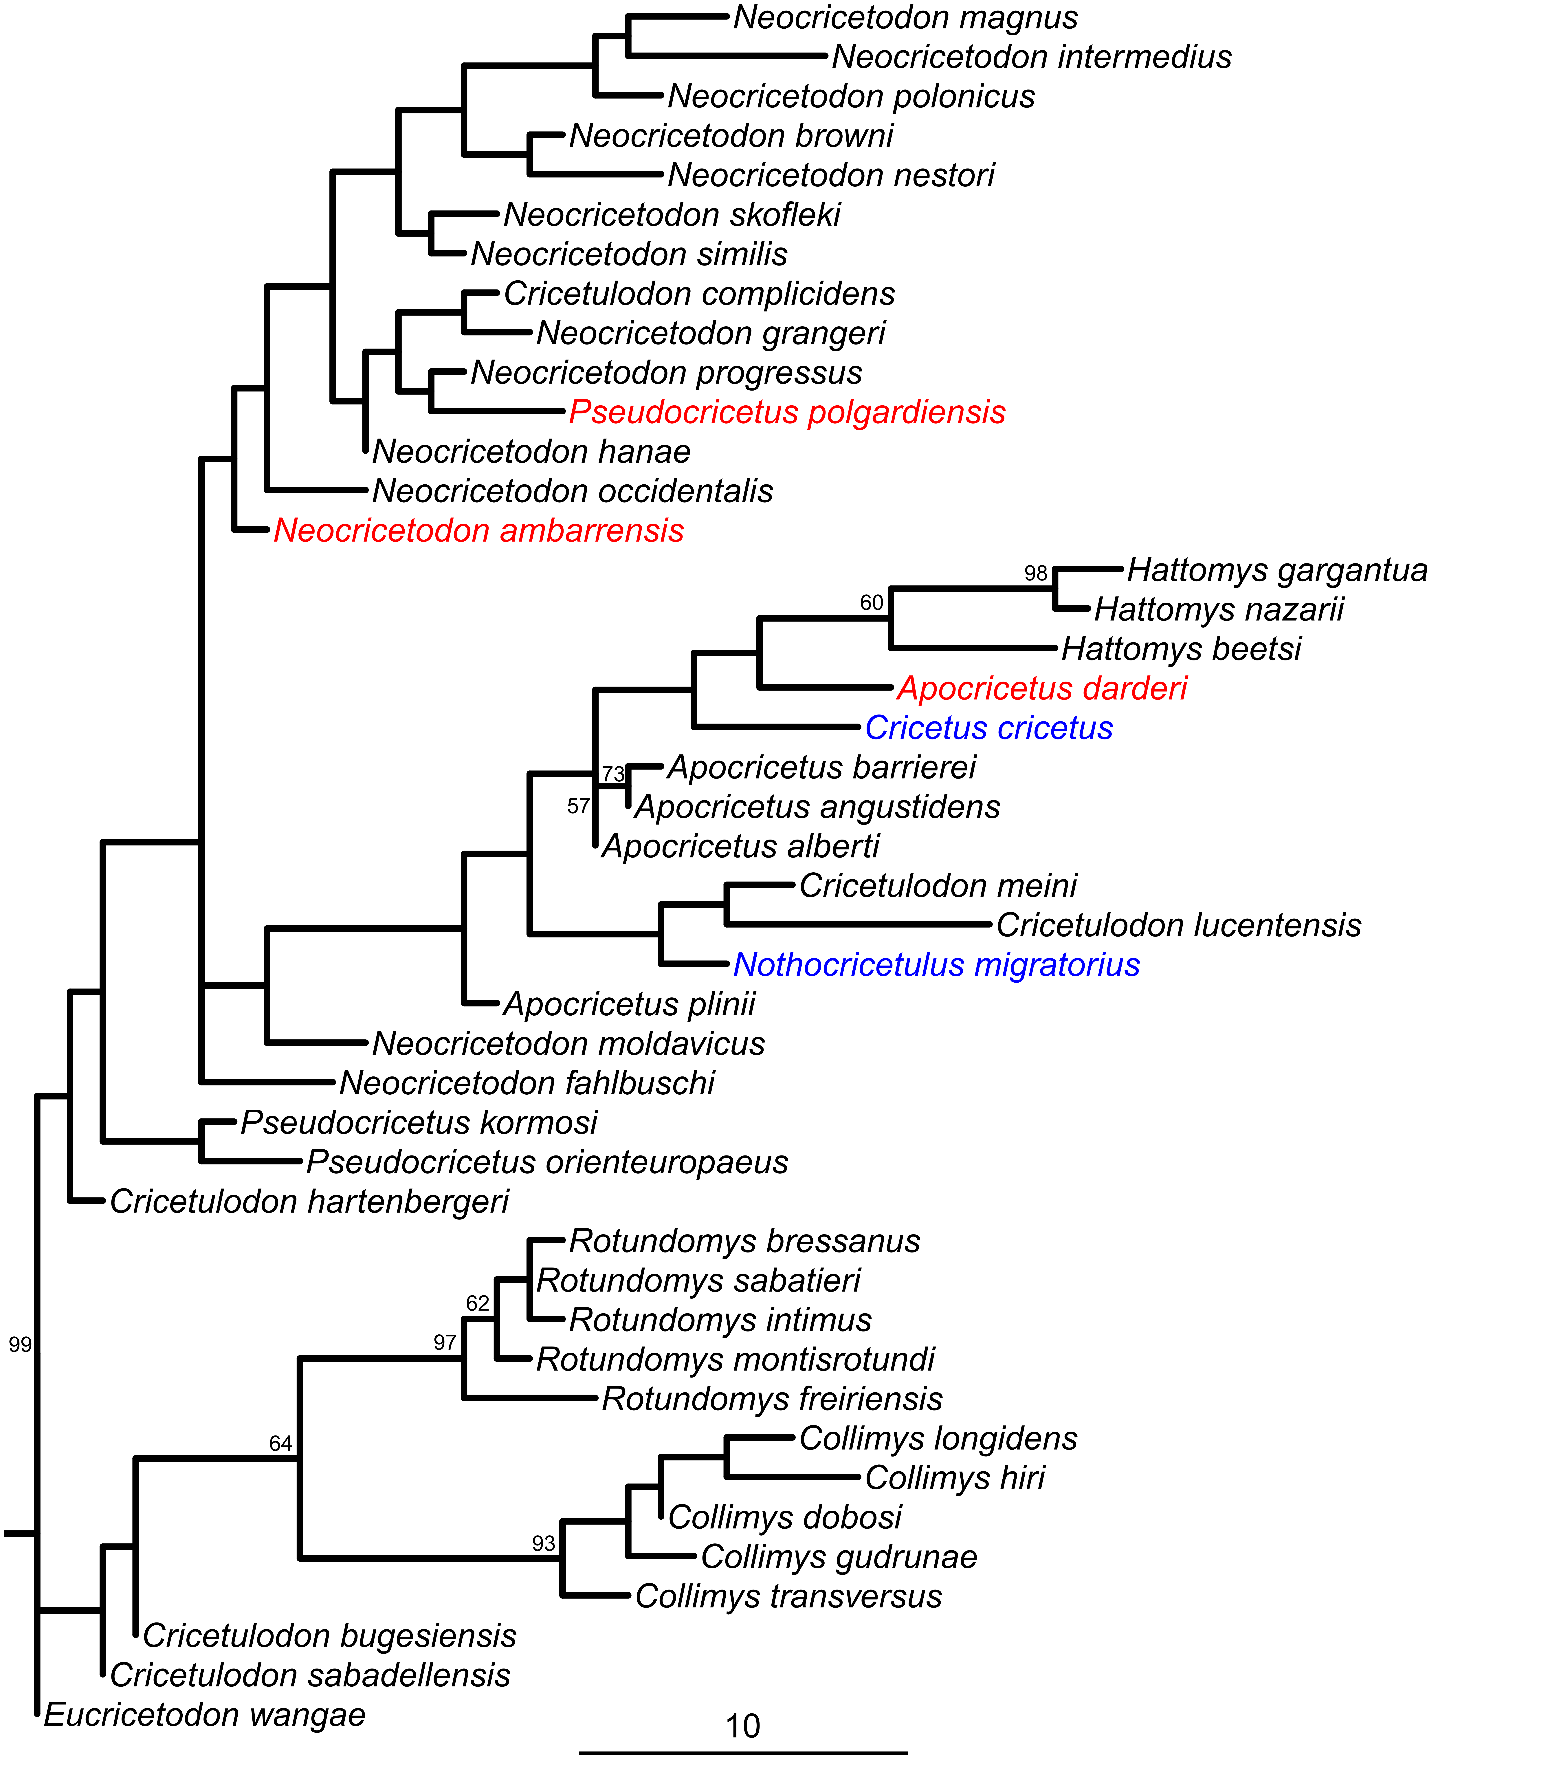 Neocricetodon magnus
Neocricetodon intermedius
Neocricetodon polonicus
Neocricetodon browni
Neocricetodon nestori
Neocricetodon skofleki
Neocricetodon similis
Cricetulodon complicidens
Neocricetodon grangeri
Neocricetodon progressus
Pseudocricetus polgardiensis
Neocricetodon hanae
Neocricetodon occidentalis
Neocricetodon ambarrensis
98
Hattomys gargantua
60
Hattomys nazarii
Hattomys beetsi
Apocricetus darderi
Cricetus cricetus
73
Apocricetus barrierei
57
Apocricetus angustidens
Apocricetus alberti
Cricetulodon meini
Cricetulodon lucentensis
Nothocricetulus migratorius
Apocricetus plinii
Neocricetodon moldavicus
Neocricetodon fahlbuschi
Pseudocricetus kormosi
Pseudocricetus orienteuropaeus
Cricetulodon hartenbergeri
Rotundomys bressanus
Rotundomys sabatieri
62
Rotundomys intimus
99
97
Rotundomys montisrotundi
Rotundomys freiriensis
64
Collimys longidens
Collimys hiri
Collimys dobosi
93
Collimys gudrunae
Collimys transversus
Cricetulodon bugesiensis
Cricetulodon sabadellensis
Eucricetodon wangae
10